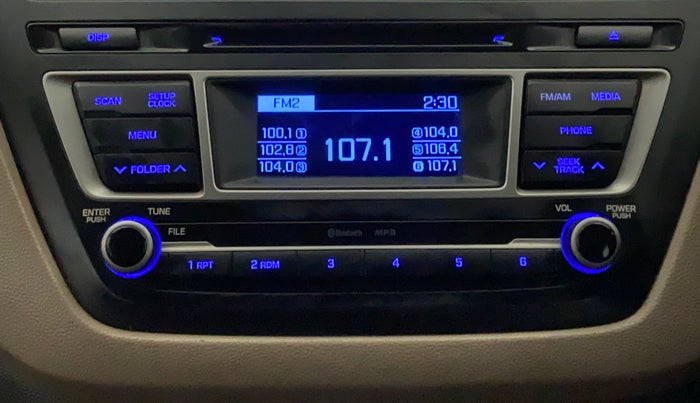 DISP
SCAN SETUP CLOCK
MENU
FOLDER
FM2 2:30
100.1 1 4 104.0
102.8 2 107.1 5 106.4
104.0 3 6 107.1
FM/AM MEDIA
PHONE
SEEK TRACK
ENTER PUSH TUNE FILE
Bluetooth MP3
VOL POWER PUSH
1 RPT 2 RDM 3 4 5 6